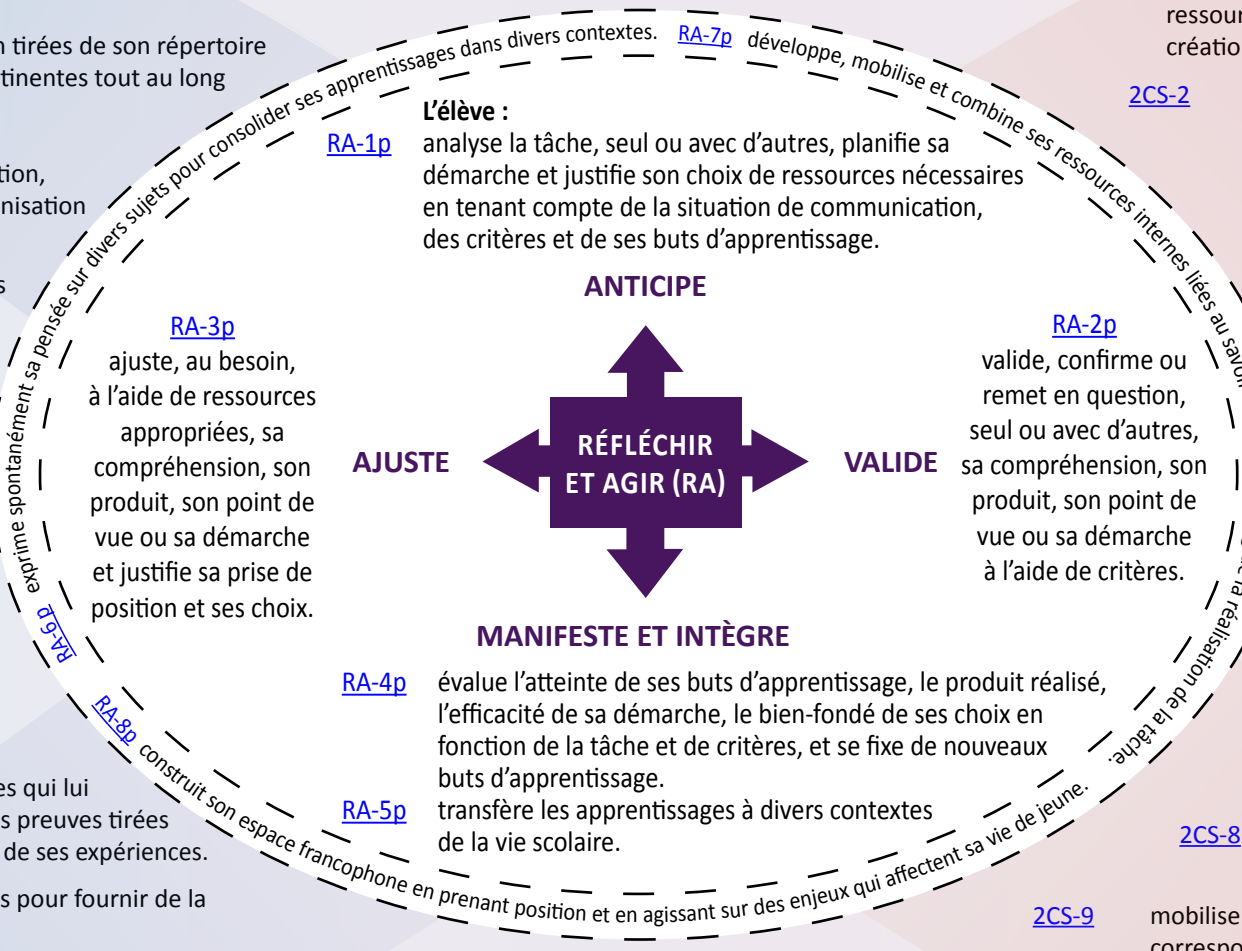 n tirées de son répertoire
tinentes tout au long
tion,
nisation
s
ressour
création
2CS-2
exprime spontanément sa pensée sur divers sujets pour consolider ses apprentissages dans divers contextes.
RA-7p développe, mobilise et combine ses ressources internes liées au savoir
la réalisation de la tâche.
L'élève :
RA-1p analyse la tâche, seul ou avec d'autres, planifie sa
démarche et justifie son choix de ressources nécessaires
en tenant compte de la situation de communication,
des critères et de ses buts d'apprentissage.
ANTICIPE
RA-3p
ajuste, au besoin,
à l'aide de ressources
appropriées, sa
compréhension, son
produit, son point de
vue ou sa démarche
et justifie sa prise de
position et ses choix.
AJUSTE
RÉFLÉCHIR
ET AGIR (RA)
VALIDE
RA-2p
valide, confirme ou
remet en question,
seul ou avec d'autres,
sa compréhension, son
produit, son point de
vue ou sa démarche
à l'aide de critères.
MANIFESTE ET INTÈGRE
RA-4p évalue l'atteinte de ses buts d'apprentissage, le produit réalisé,
l'efficacité de sa démarche, le bien-fondé de ses choix en
fonction de la tâche et de critères, et se fixe de nouveaux
buts d'apprentissage.
RA-5p transfère les apprentissages à divers contextes
de la vie scolaire.
RA-6p
RA-8p construit son espace francophone en prenant position et en agissant sur des enjeux qui affectent sa vie de jeune.
es qui lui
s preuves tirées
de ses expériences.
s pour fournir de la
2CS-8
2CS-9 mobilise
correspo